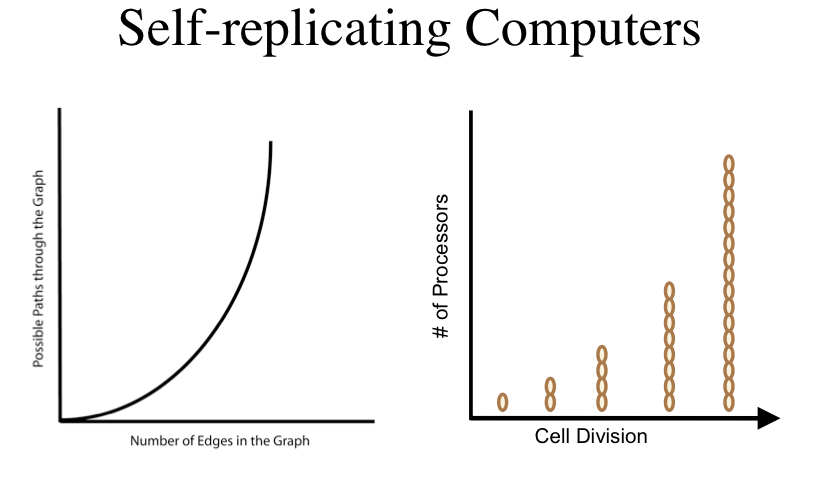 Self-replicating Computers
Possible Paths through the Graph
Number of Edges in the Graph
# of Processors
Cell Division